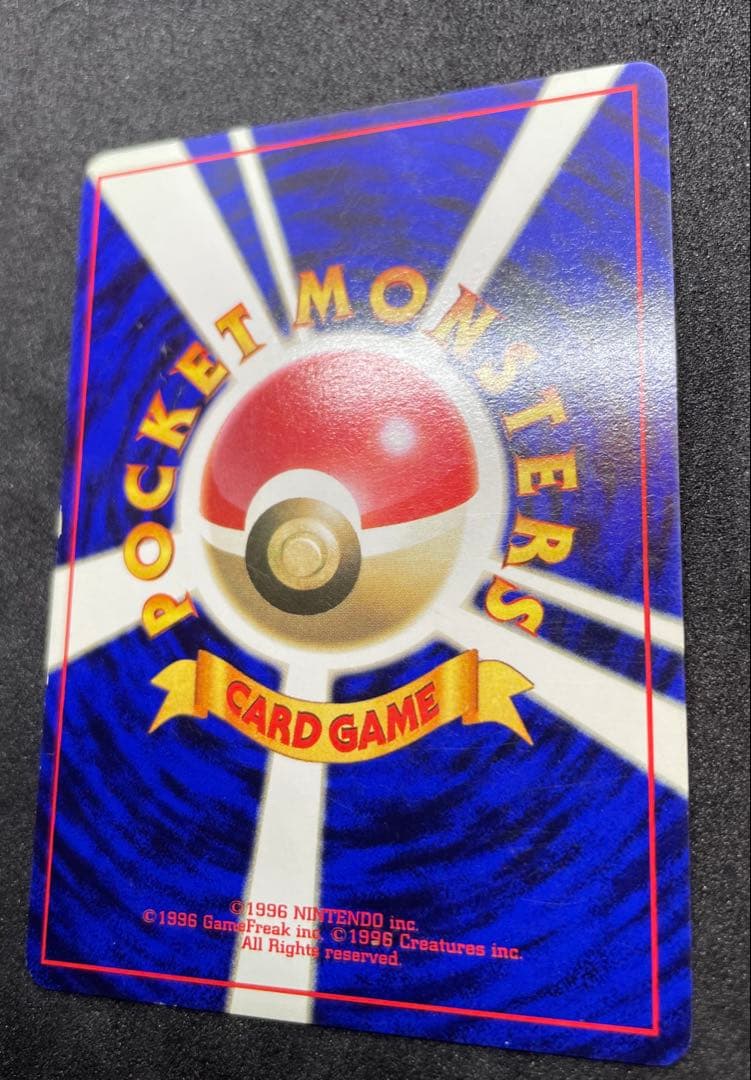 POCKET MONSTERS
CARD GAME
©1996 NINTENDO inc.
©1996 GameFreak inc. ©1996 Creatures inc.
All Rights reserved.